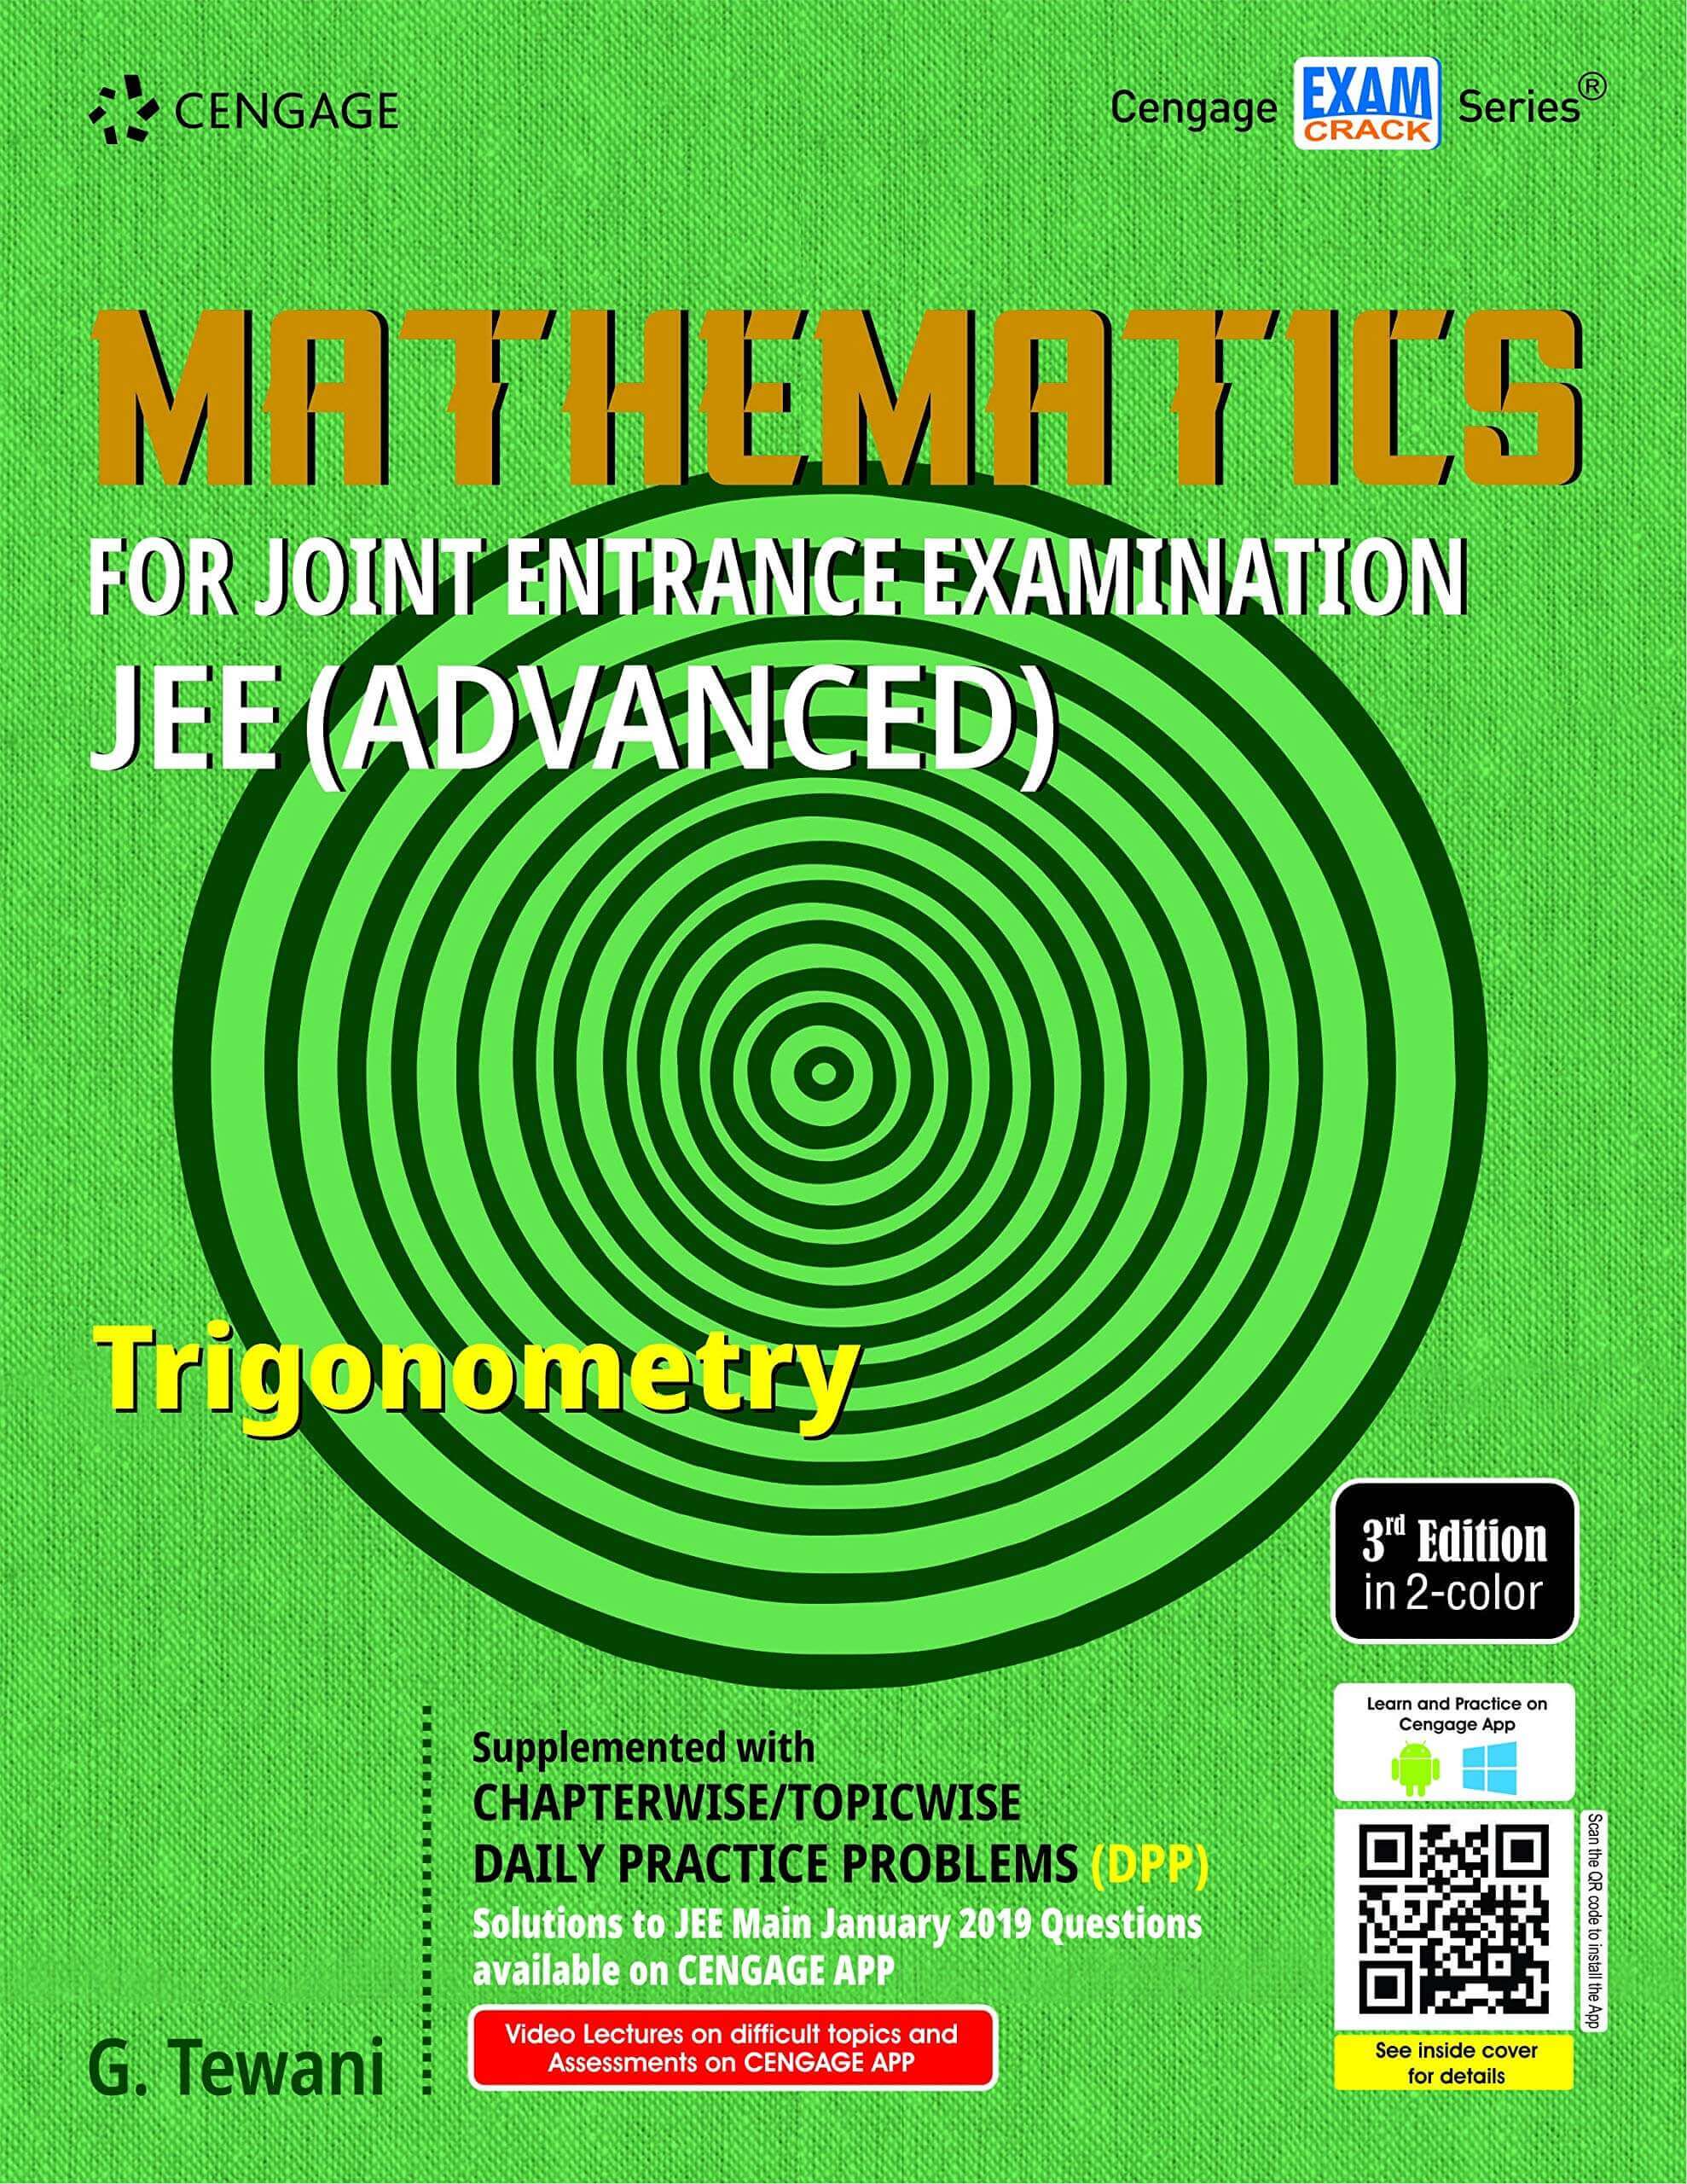 CENGAGE
Cengage EXAM CRACK Series®
MATHEMATICS
FOR JOINT ENTRANCE EXAMINATION
JEE (ADVANCED)
Trigonometry
3rd Edition
in 2-color
Learn and Practice on
Cengage App
Supplemented with
CHAPTERWISE/TOPICWISE
DAILY PRACTICE PROBLEMS (DPP)
Solutions to JEE Main January 2019 Questions
available on CENGAGE APP
Video Lectures on difficult topics and
Assessments on CENGAGE APP
Scan the QR code to install the App
See inside cover
for details
G. Tewani